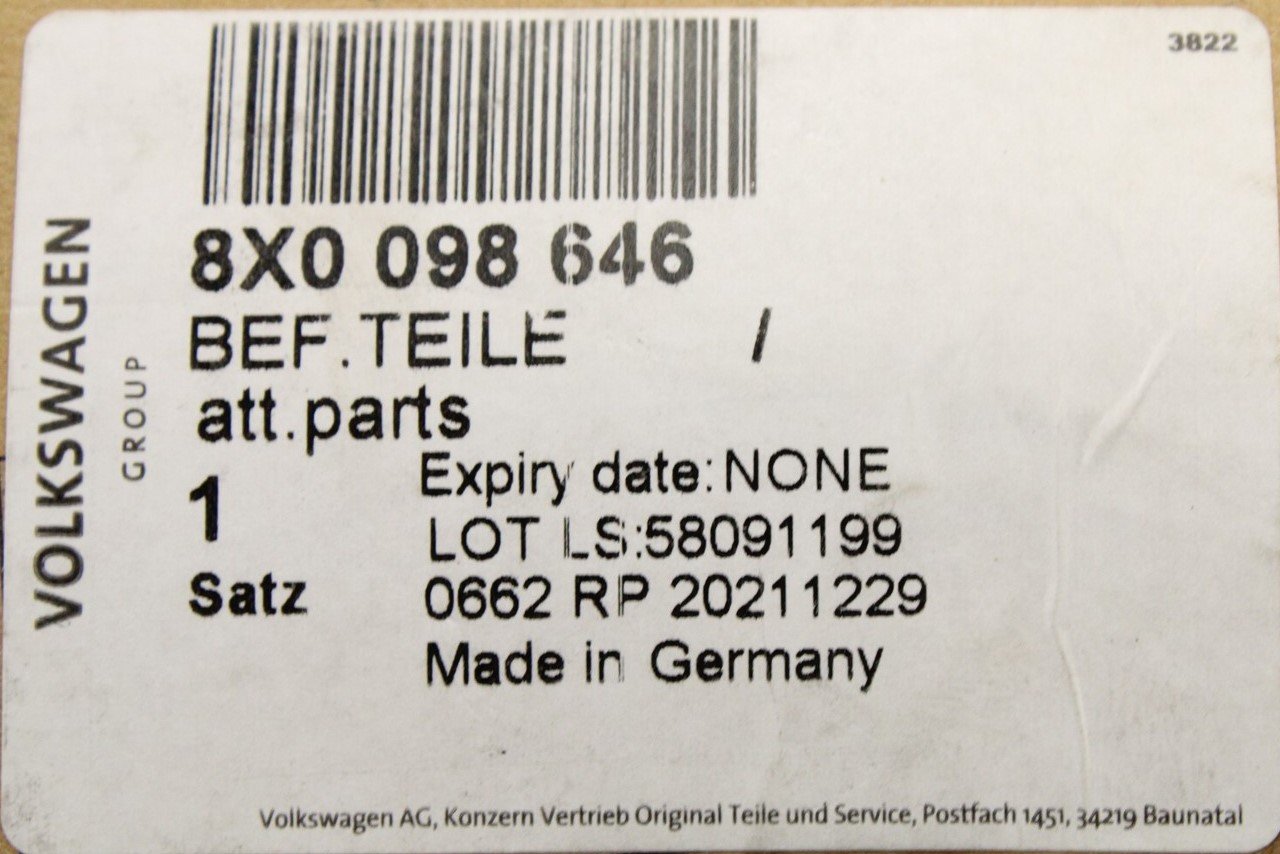 3822
VOLKSWAGEN
GROUP
8X0 098 646
BEF.TEILE /
att.parts
1
Expiry date:NONE
LOT LS:58091199
Satz
0662 RP 20211229
Made in Germany
Volkswagen AG, Konzern Vertrieb Original Teile und Service, Postfach 1451, 34219 Baunatal